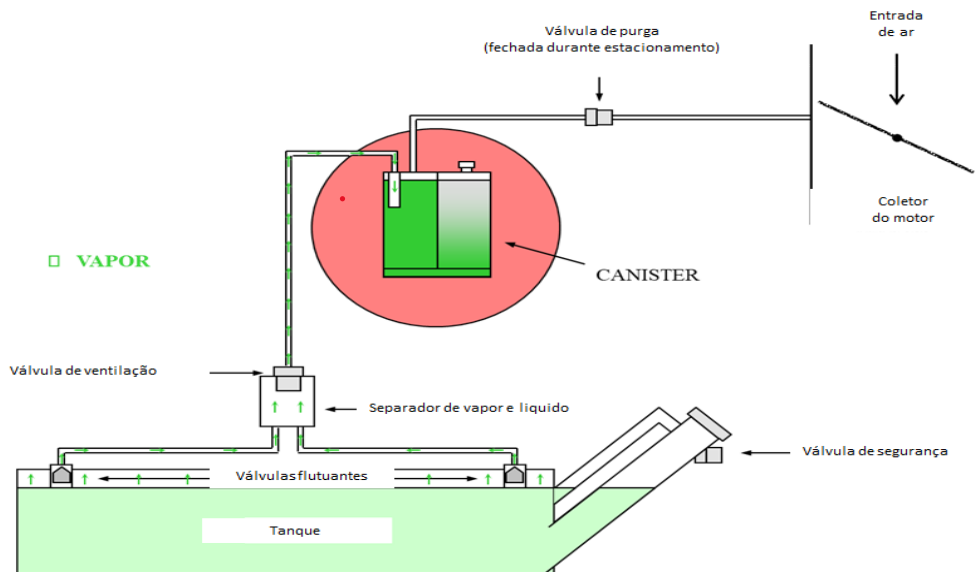 Entrada
de ar
Válvula de purga
(fechada durante estacionamento)
Coletor
do motor
□ VAPOR
CANISTER
Válvula de ventilação
Separador de vapor e liquido
Válvula de segurança
Válvulas flutuantes
Tanque